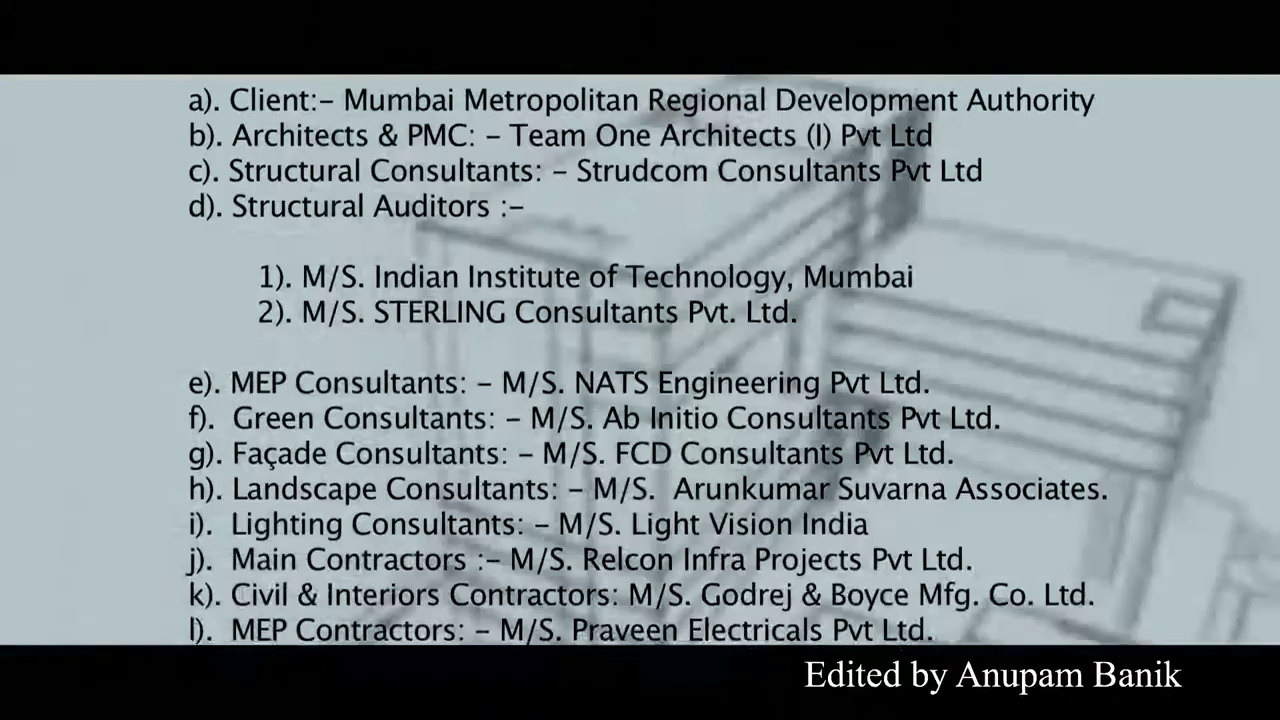 a). Client:– Mumbai Metropolitan Regional Development Authority
b). Architects & PMC: – Team One Architects (I) Pvt Ltd
c). Structural Consultants: – Strudcom Consultants Pvt Ltd
d). Structural Auditors :–
1). M/S. Indian Institute of Technology, Mumbai
2). M/S. STERLING Consultants Pvt. Ltd.
e). MEP Consultants: – M/S. NATS Engineering Pvt Ltd.
f). Green Consultants: – M/S. Ab Initio Consultants Pvt Ltd.
g). Façade Consultants: – M/S. FCD Consultants Pvt Ltd.
h). Landscape Consultants: – M/S. Arunkumar Suvarna Associates.
i). Lighting Consultants: – M/S. Light Vision India
j). Main Contractors :– M/S. Relcon Infra Projects Pvt Ltd.
k). Civil & Interiors Contractors: M/S. Godrej & Boyce Mfg. Co. Ltd.
l). MEP Contractors: – M/S. Praveen Electricals Pvt Ltd.
Edited by Anupam Banik